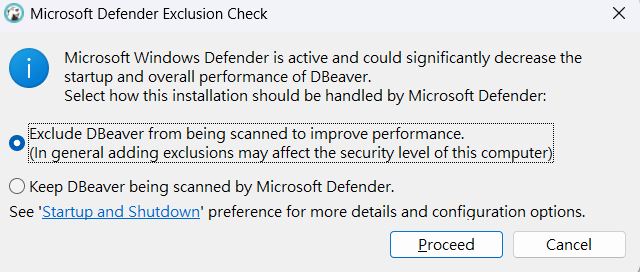 Microsoft Defender Exclusion Check
Microsoft Windows Defender is active and could significantly decrease the
startup and overall performance of DBeaver.
Select how this installation should be handled by Microsoft Defender:
Exclude DBeaver from being scanned to improve performance.
(In general adding exclusions may affect the security level of this computer)
Keep DBeaver being scanned by Microsoft Defender.
See 'Startup and Shutdown' preference for more details and configuration options.
Proceed
Cancel